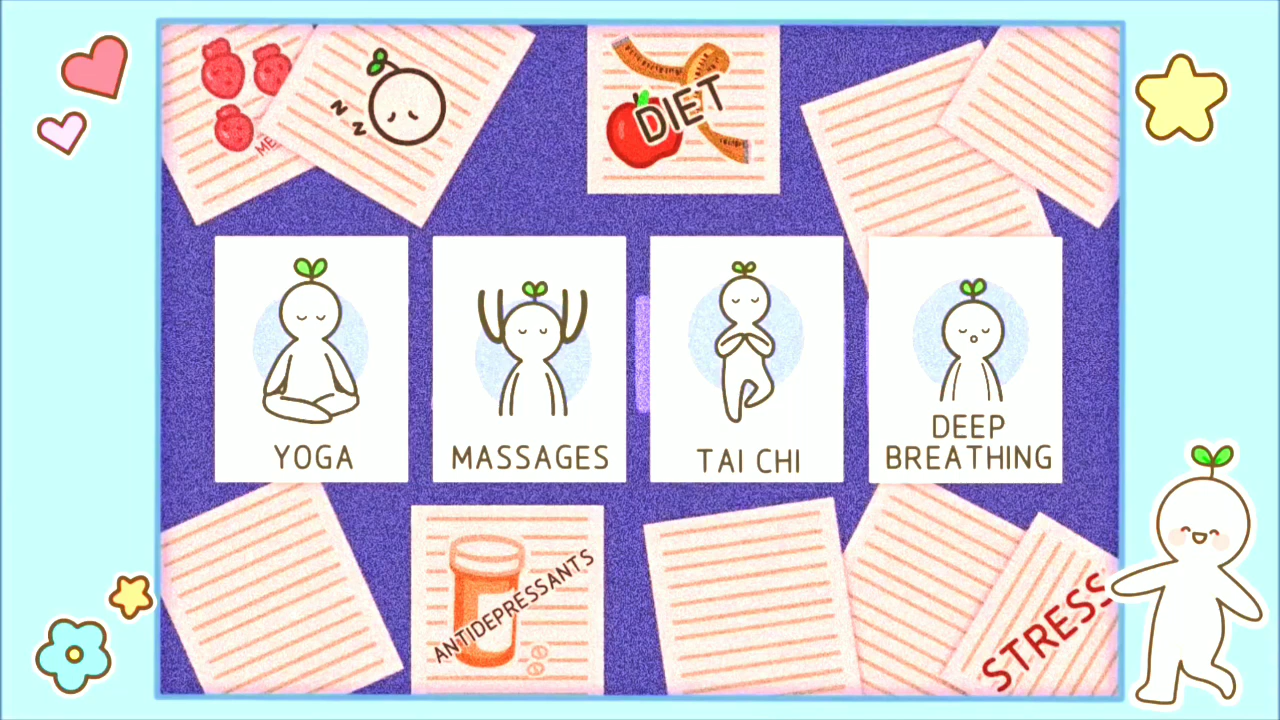 Z
Z
DIET
YOGA
MASSAGES
TAI CHI
DEEP
BREATHING
ANTIDEPRESSANTS
STRESS